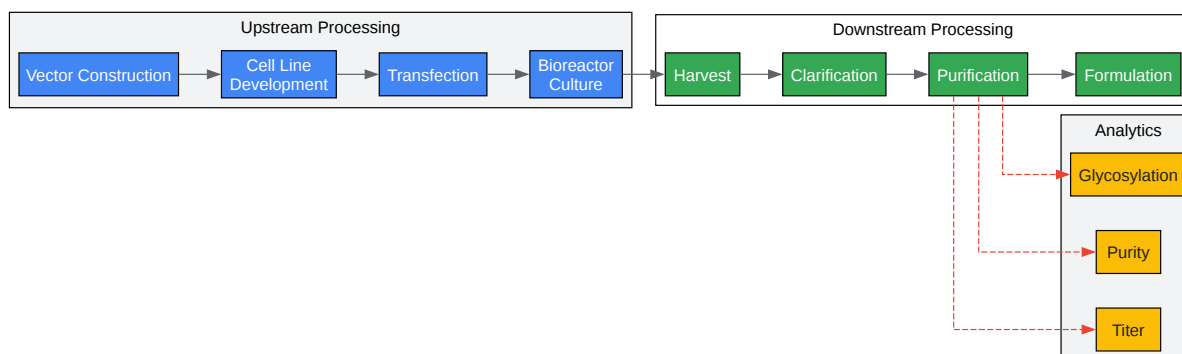 Upstream Processing
Downstream Processing
Vector Construction
Cell Line
Development
Transfection
Bioreactor
Culture
Harvest
Clarification
Purification
Formulation
Analytics
Glycosylation
Purity
Titer